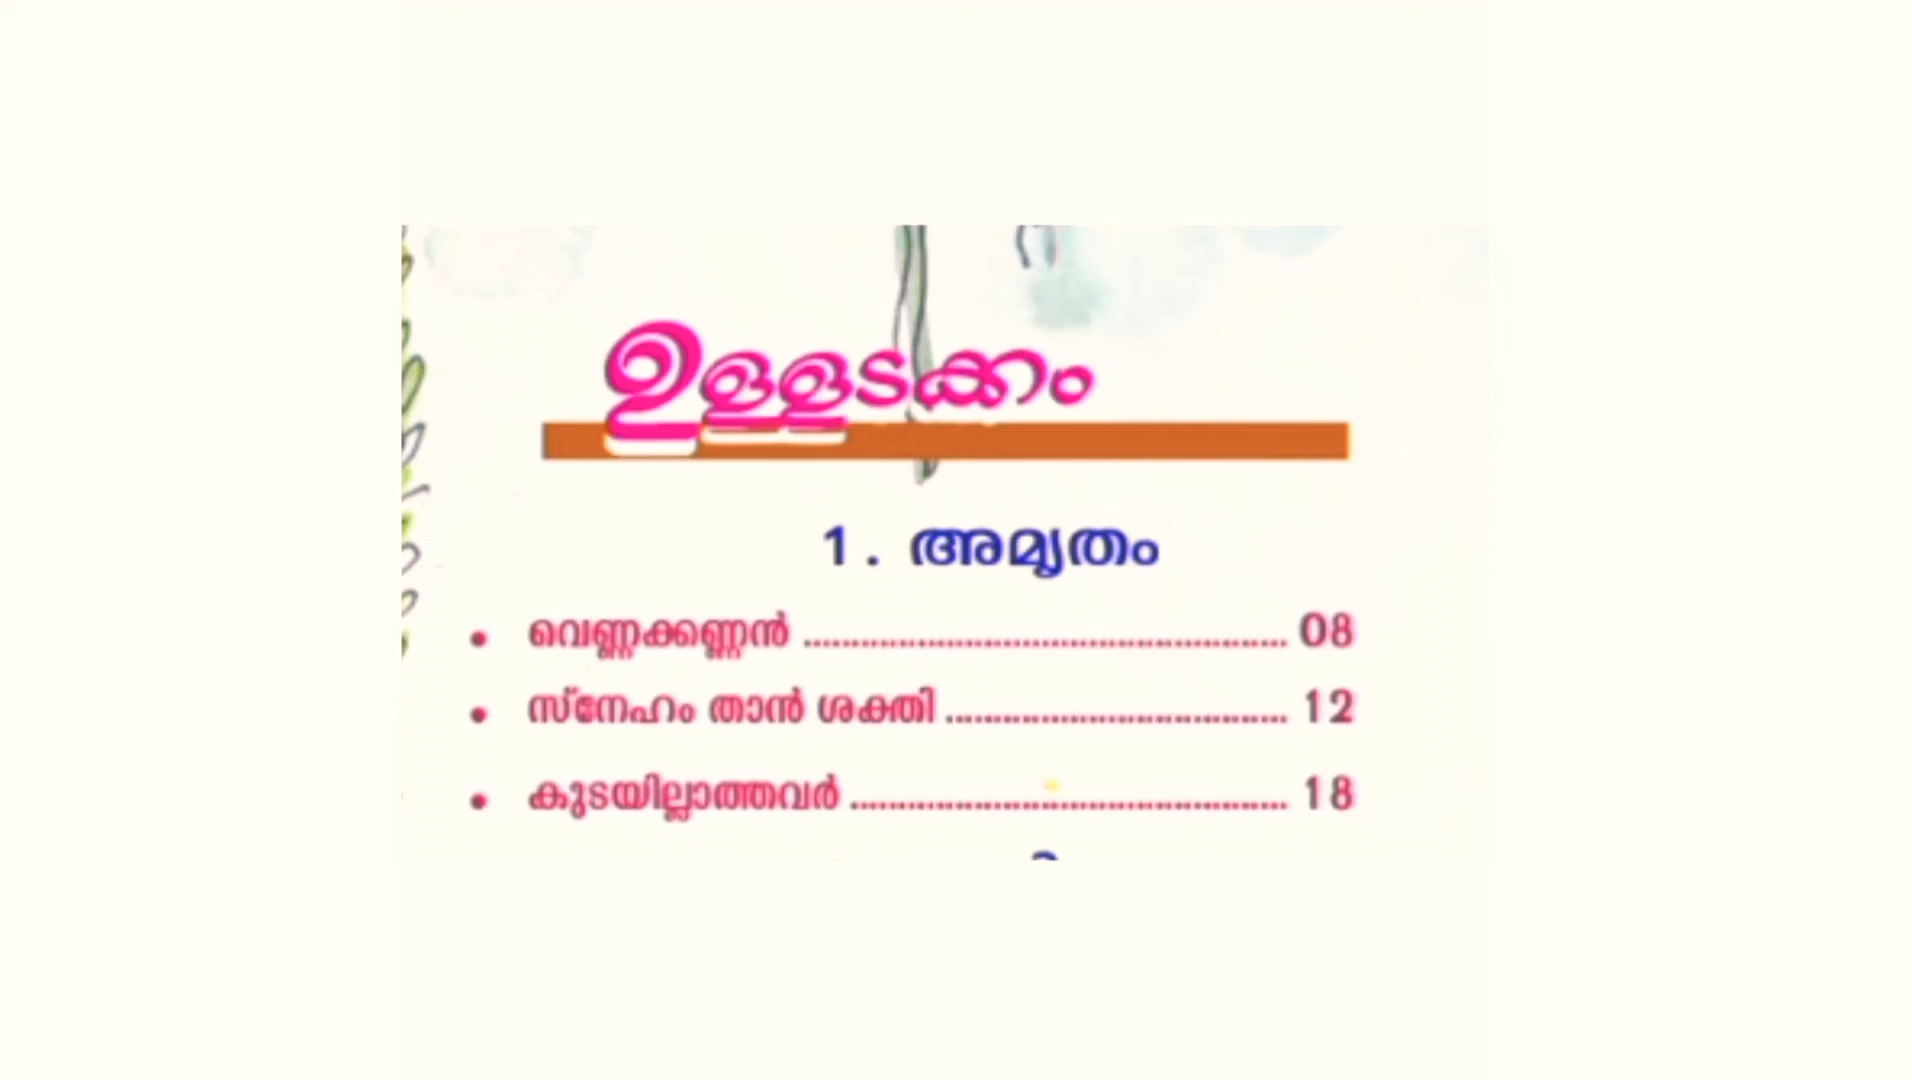 ഉള്ളടക്കം
1. അമൃതം
• വെണ്ണക്കണ്ണൻ ................................................ 08
• സ്നേഹം താൻ ശക്തി .................................. 12
• കുടയില്ലാത്തവർ ............................................ 18